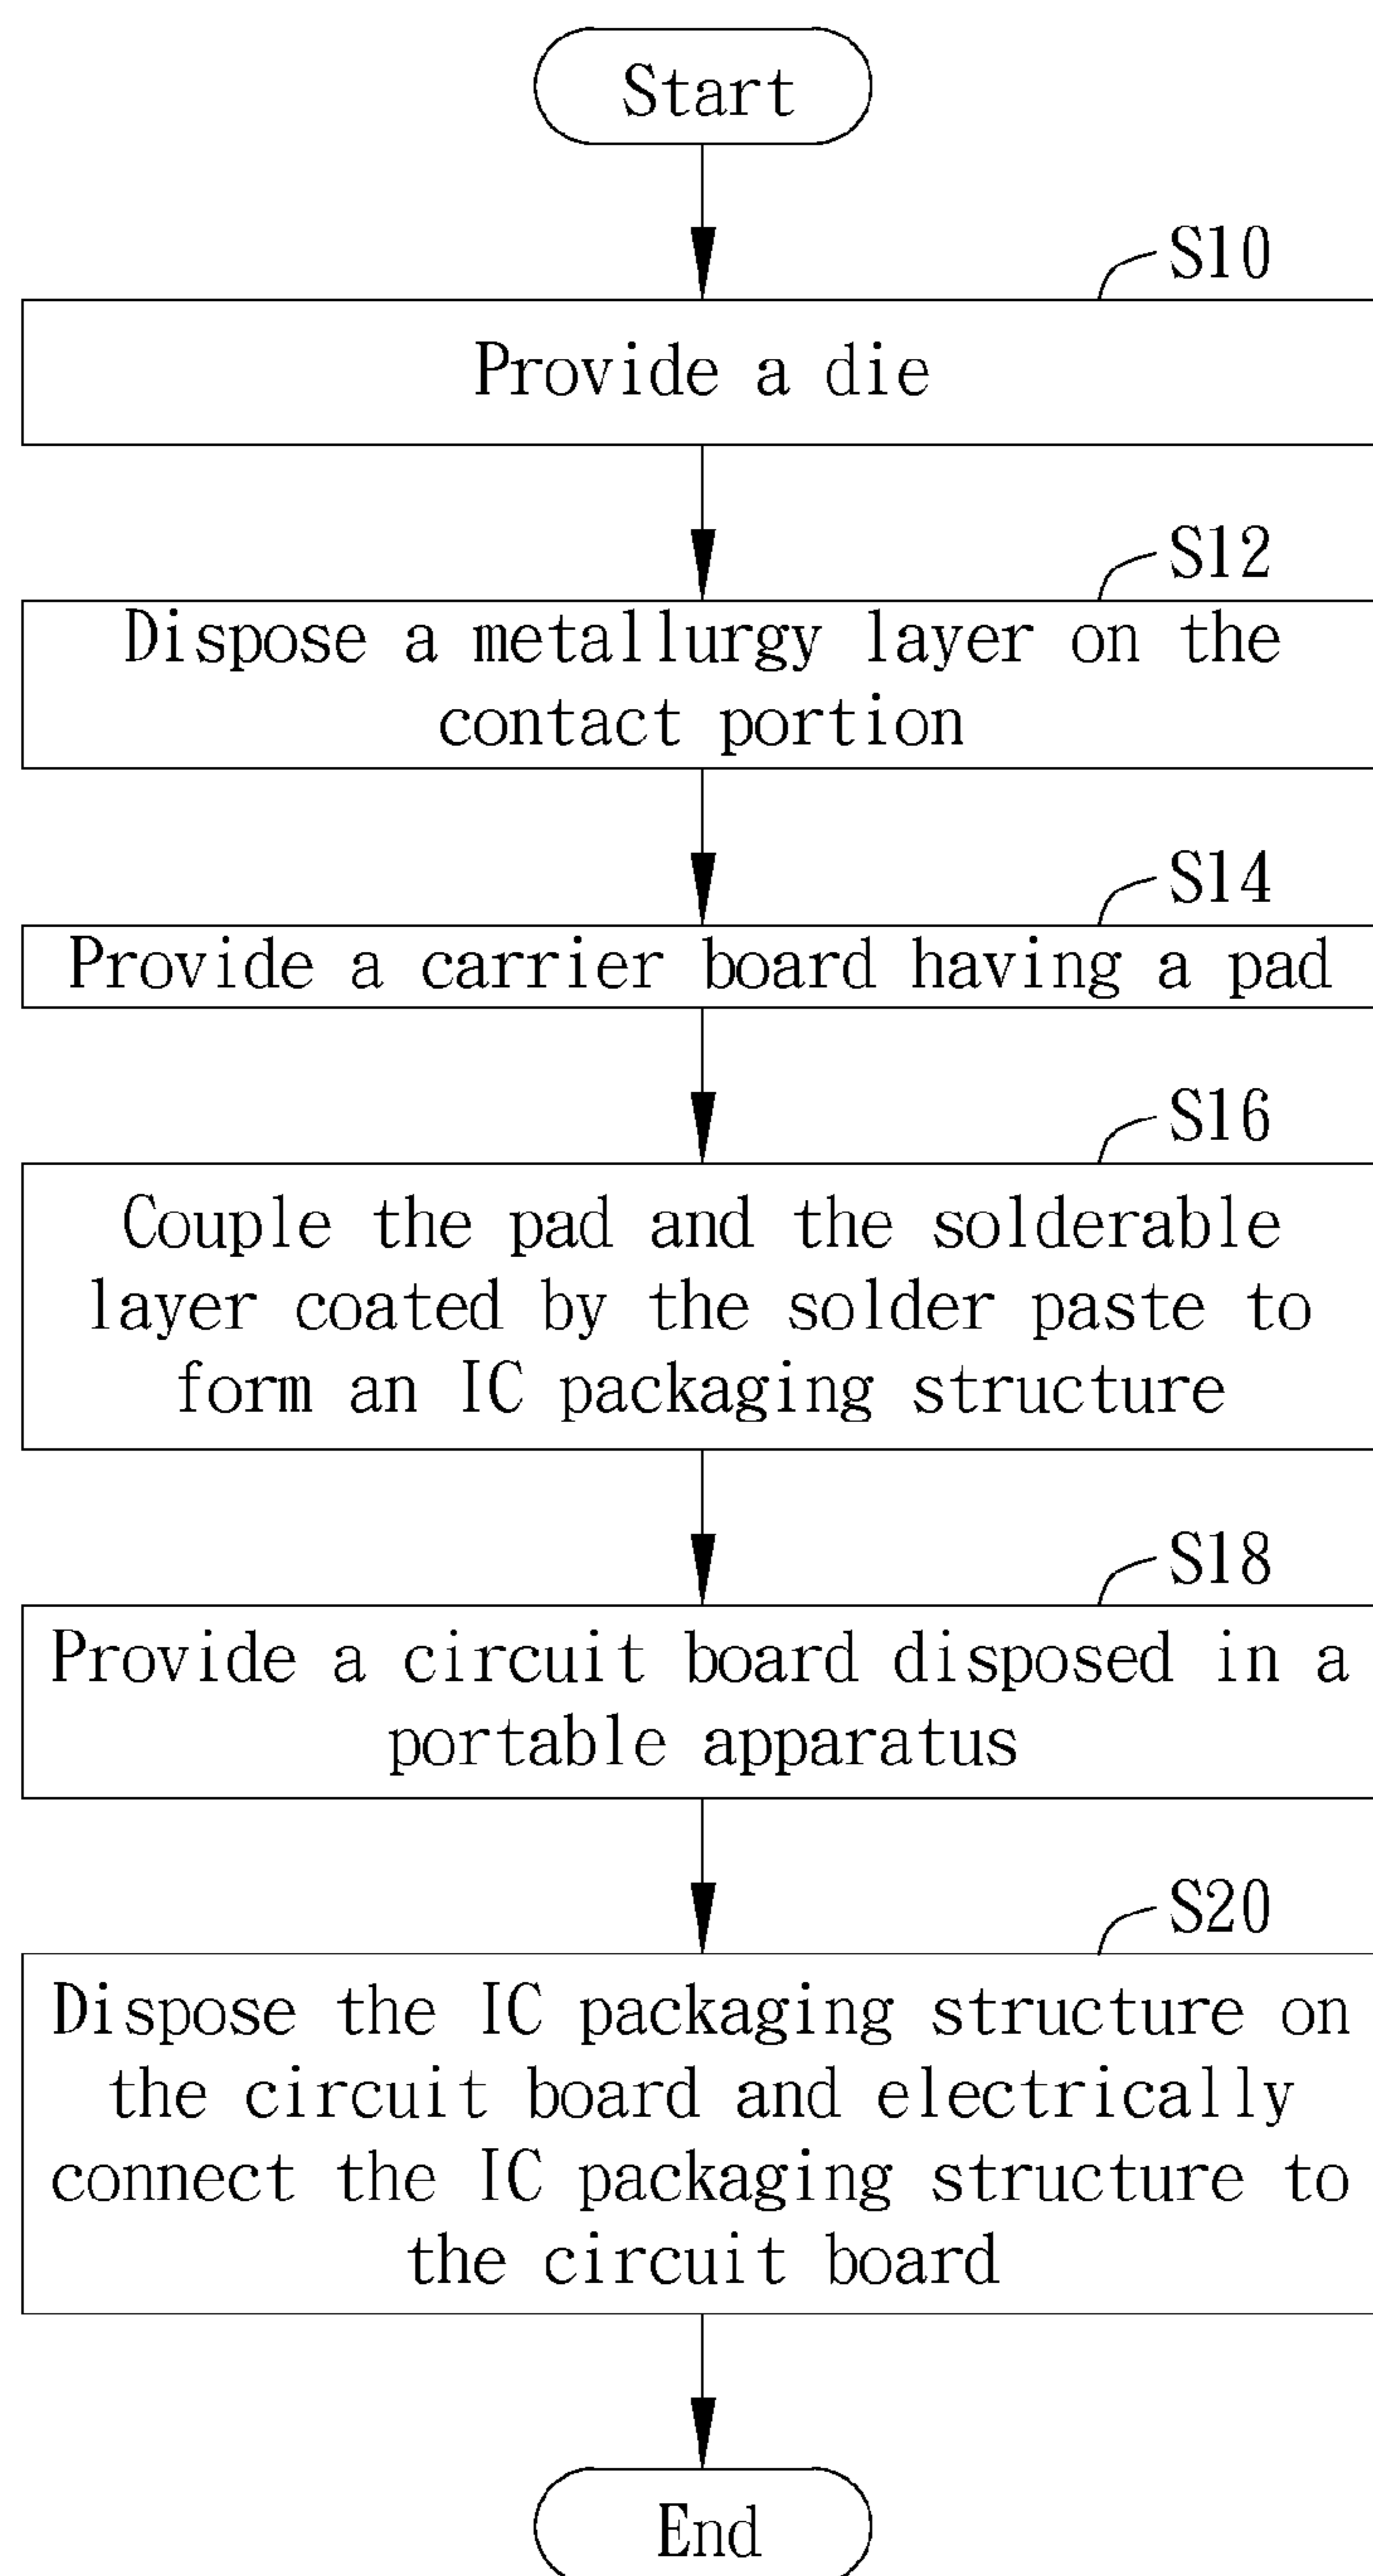 Start
S10
Provide a die
S12
Dispose a metallurgy layer on the
contact portion
S14
Provide a carrier board having a pad
S16
Couple the pad and the solderable
layer coated by the solder paste to
form an IC packaging structure
S18
Provide a circuit board disposed in a
portable apparatus
S20
Dispose the IC packaging structure on
the circuit board and electrically
connect the IC packaging structure to
the circuit board
End